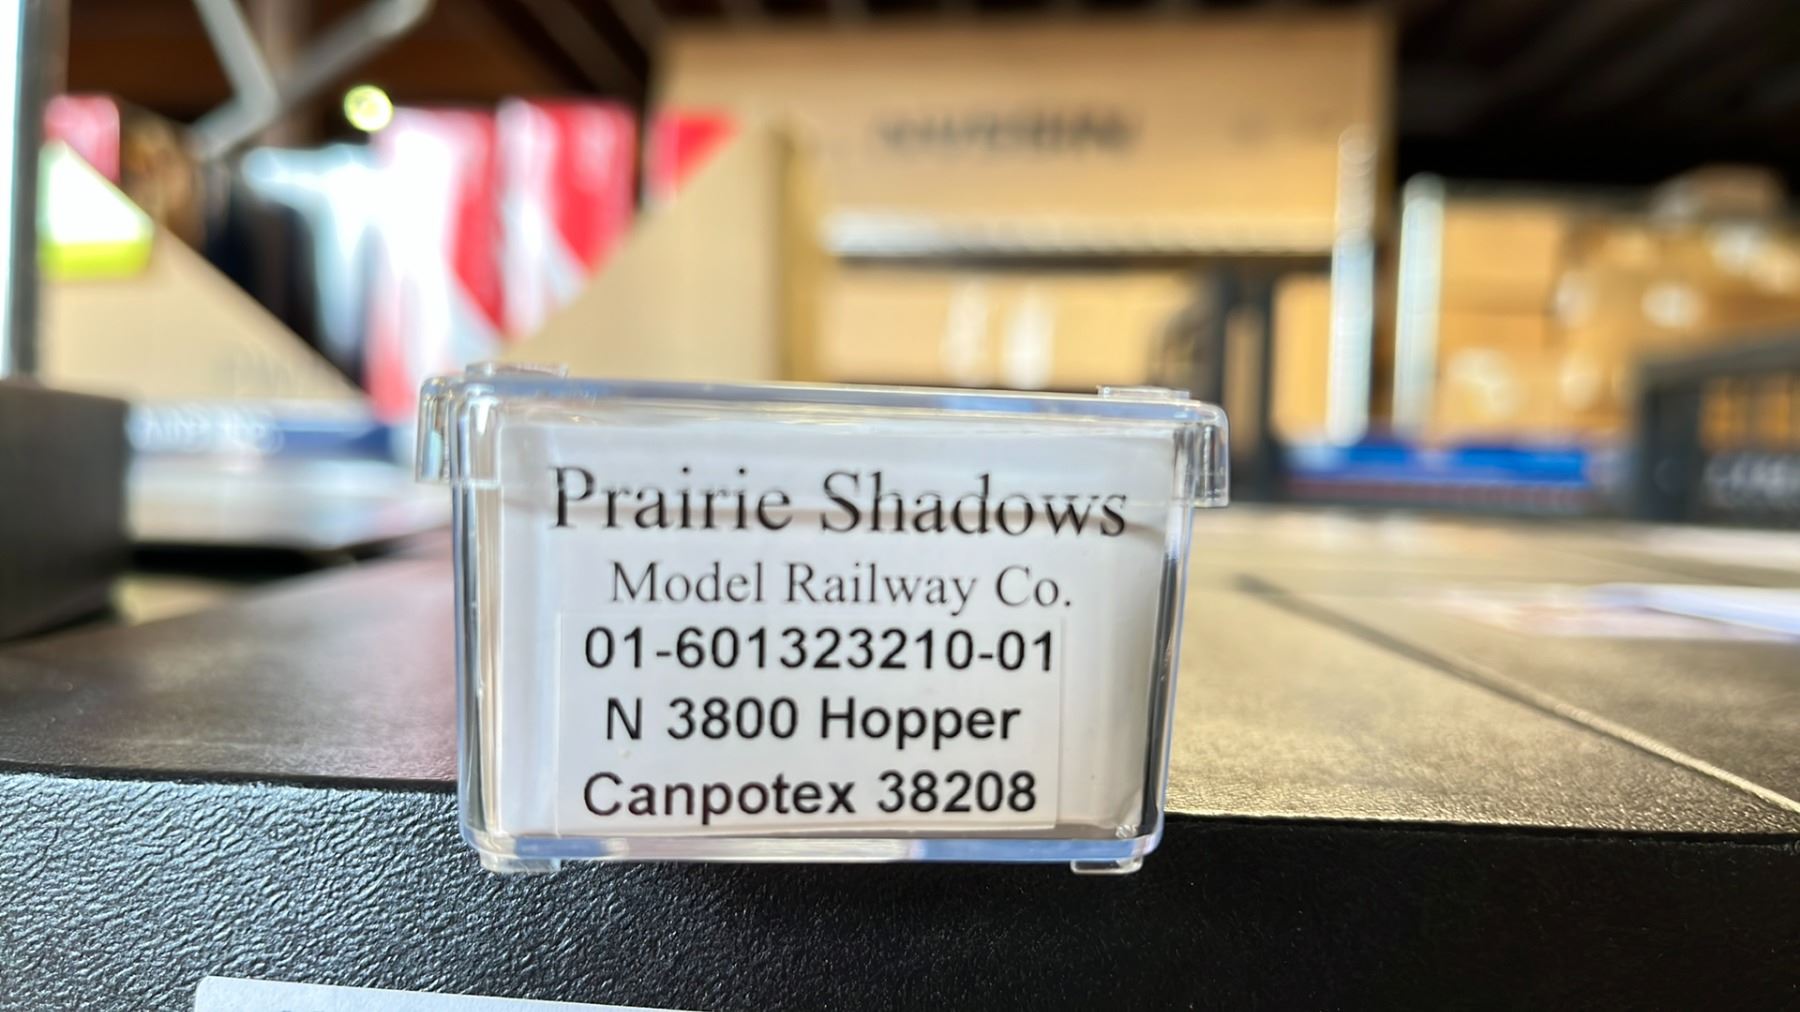 Prairie Shadows
Model Railway Co.
01-601323210-01
N 3800 Hopper
Canpotex 38208